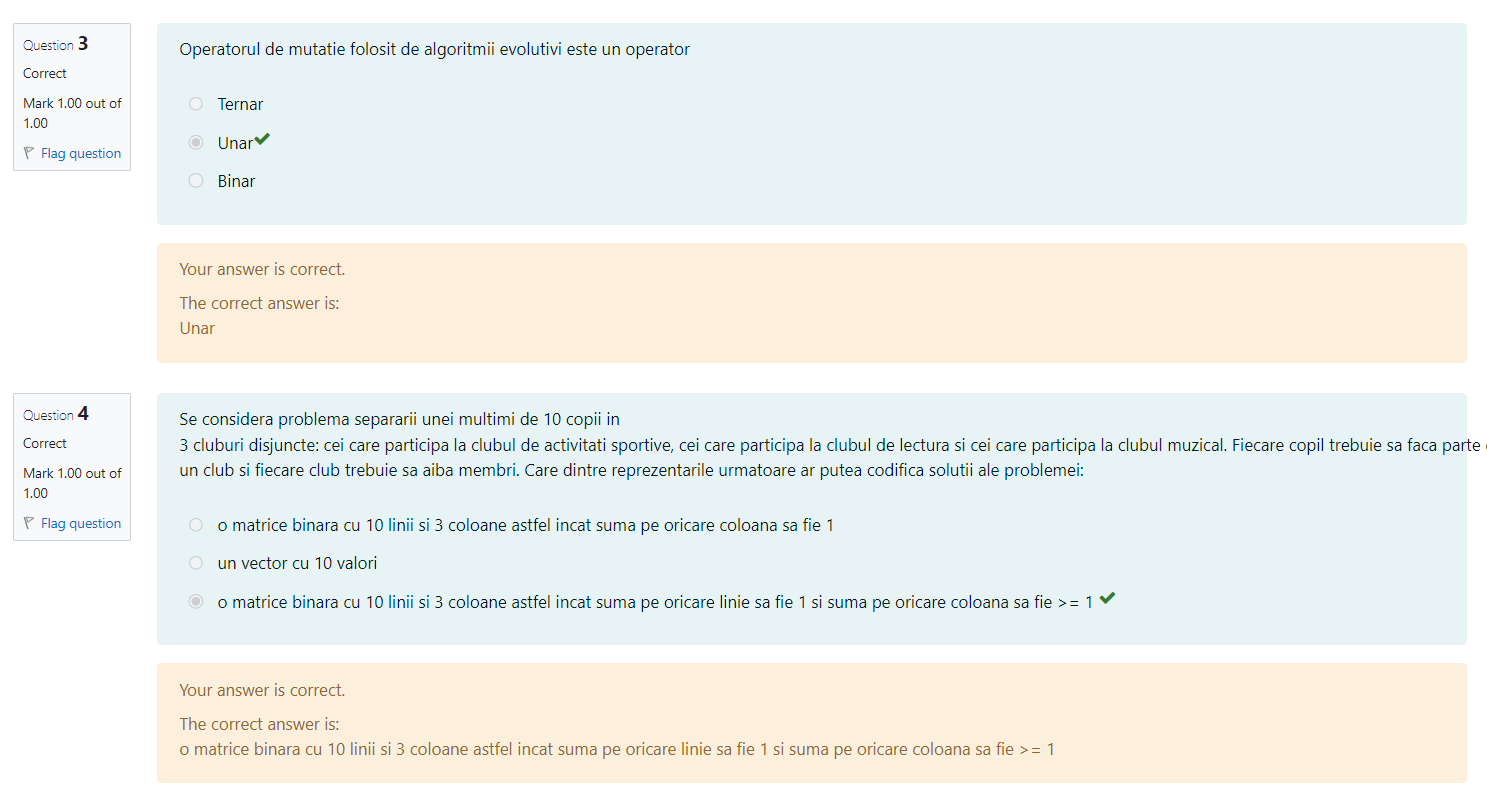 Question 3
Correct
Mark 1.00 out of
1.00
Flag question
Operatorul de mutatie folosit de algoritmii evolutivi este un operator
Ternar
Unar
Binar
Your answer is correct.
The correct answer is:
Unar
Question 4
Correct
Mark 1.00 out of
1.00
Flag question
Se considera problema separarii unei multimi de 10 copii in
3 cluburi disjuncte: cei care participa la clubul de activitati sportive, cei care participa la clubul de lectura si cei care participa la clubul muzical. Fiecare copil trebuie sa faca parte
un club si fiecare club trebuie sa aiba membri. Care dintre reprezentarile urmatoare ar putea codifica solutii ale problemei:
o matrice binara cu 10 linii si 3 coloane astfel incat suma pe oricare coloana sa fie 1
un vector cu 10 valori
o matrice binara cu 10 linii si 3 coloane astfel incat suma pe oricare linie sa fie 1 si suma pe oricare coloana sa fie >= 1
Your answer is correct.
The correct answer is:
o matrice binara cu 10 linii si 3 coloane astfel incat suma pe oricare linie sa fie 1 si suma pe oricare coloana sa fie >= 1